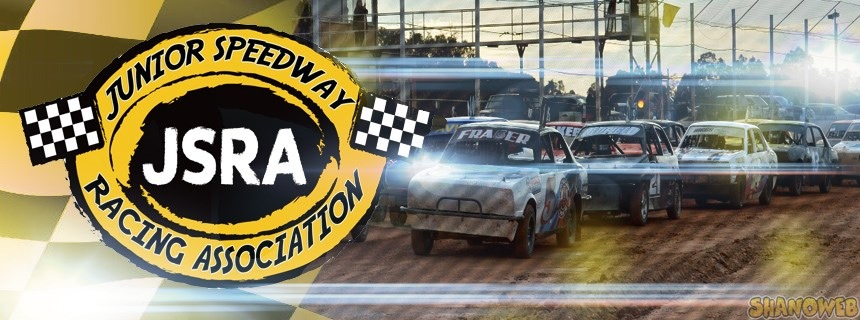 JUNIOR SPEEDWAY
JSRA
RACING ASSOCIATION
FRASER
SHANOWEB